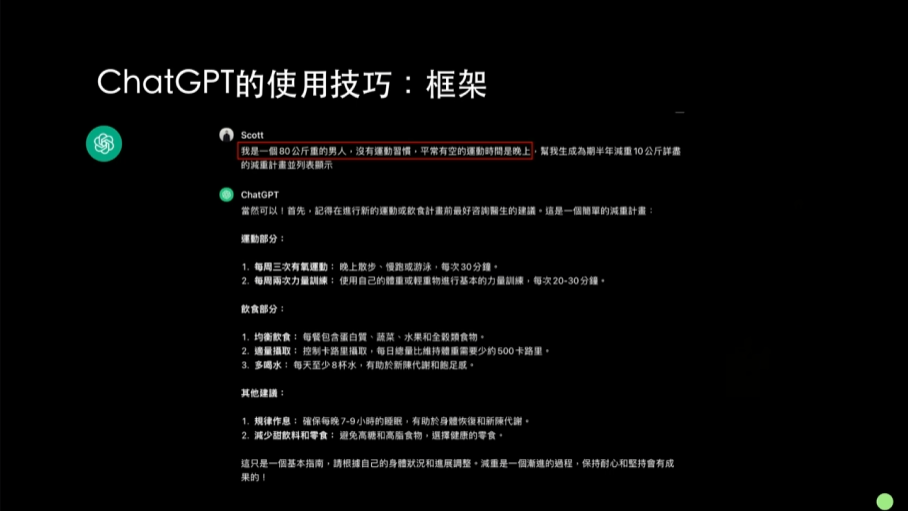 ChatGPT的使用技巧：框架
Scott
我是一個80公斤重的男人，沒有運動習慣，平常有空的運動時間是晚上，幫我生成為期半年減重10公斤詳盡
的減重計畫並列表顯示
ChatGPT
當然可以！首先，記得在進行新的運動或飲食計畫前最好諮詢醫生的建議。這是一個簡單的減重計畫：
運動部分：
1. 每周三次有氧運動： 晚上散步、慢跑或游泳，每次30分鐘。
2. 每周兩次力量訓練： 使用自己的體重或輕重物進行基本的力量訓練，每次20-30分鐘。
飲食部分：
1. 均衡飲食： 每餐包含蛋白質、蔬菜、水果和全穀類食物。
2. 適量攝取： 控制卡路里攝取，每日總量比維持體重需要少約500卡路里。
3. 多喝水： 每天至少8杯水，有助於新陳代謝和飽足感。
其他建議：
1. 規律作息： 確保每晚7-9小時的睡眠，有助於身體恢復和新陳代謝。
2. 減少甜飲料和零食： 避免高糖和高脂食物，選擇健康的零食。
這只是一個基本指南，請根據自己的身體狀況和進展調整。減重是一個漸進的過程，保持耐心和堅持會有成
果的！